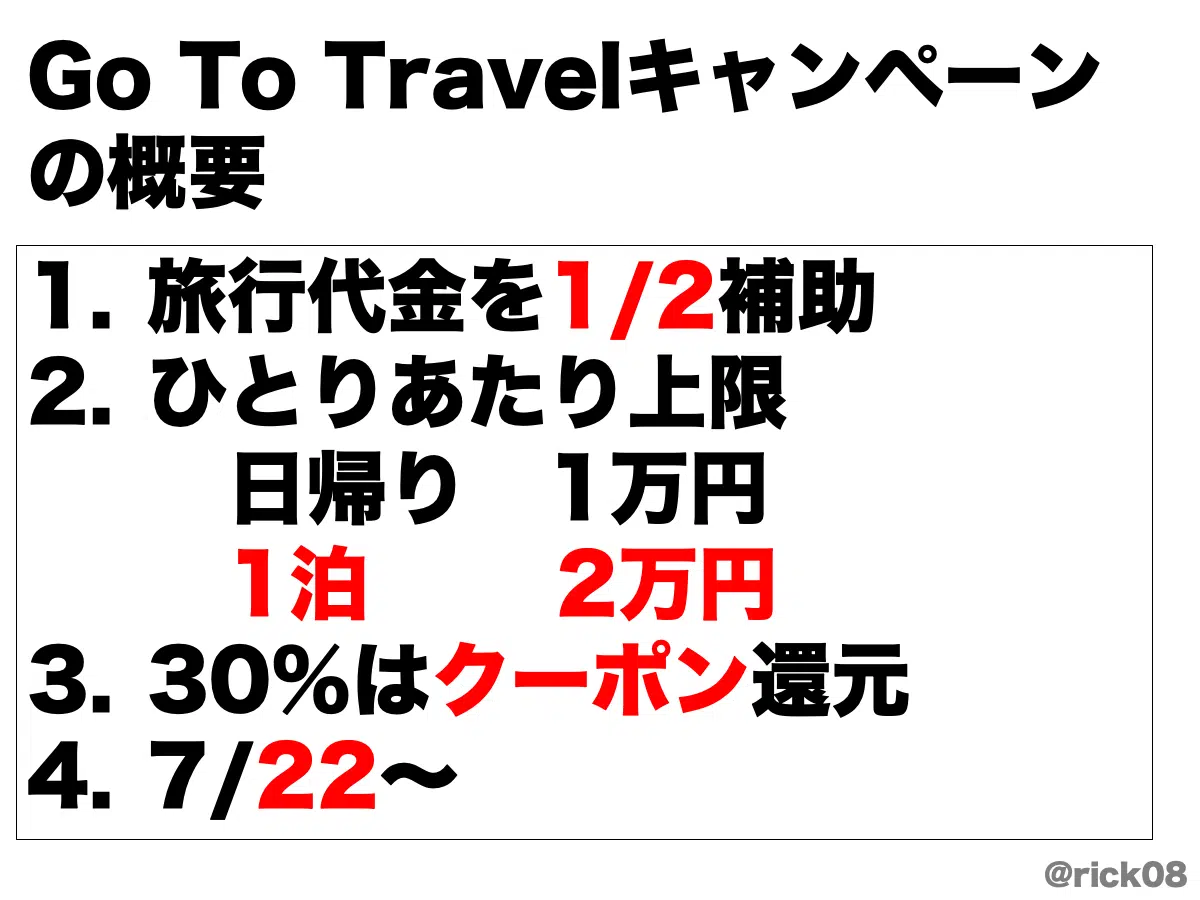 Go To Travelキャンペーン
の概要
1. 旅行代金を1/2補助
2. ひとりあたり上限
日帰り　1万円
1泊　2万円
3. 30%はクーポン還元
4. 7/22〜
@rick08